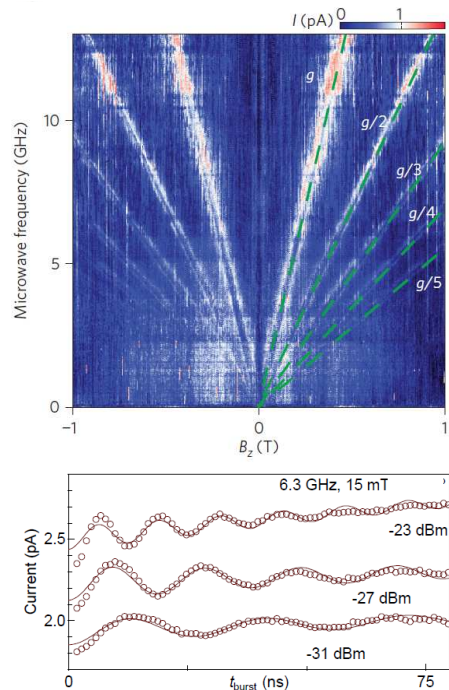 I (pA) 0 1
Microwave frequency (GHz)
10
5
0
g
g/2
g/3
g/4
g/5
−1 0 1
B_z (T)
6.3 GHz, 15 mT
-23 dBm
-27 dBm
-31 dBm
Current (pA)
2.5
2.0
0 t_burst (ns) 75